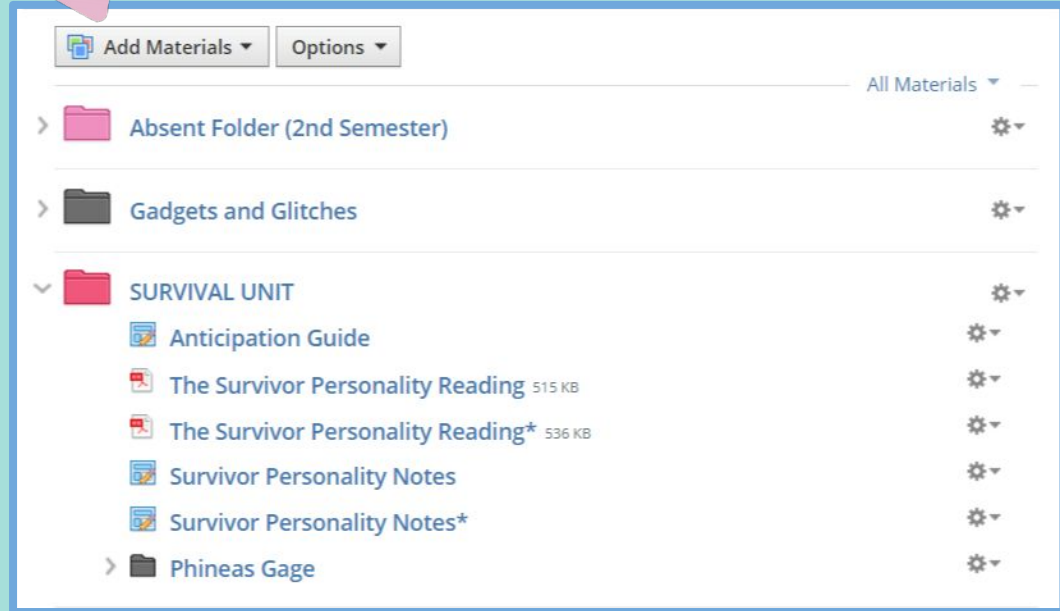 Add Materials Options
All Materials
Absent Folder (2nd Semester)
Gadgets and Glitches
SURVIVAL UNIT
Anticipation Guide
The Survivor Personality Reading 515 KB
The Survivor Personality Reading* 536 KB
Survivor Personality Notes
Survivor Personality Notes*
Phineas Gage